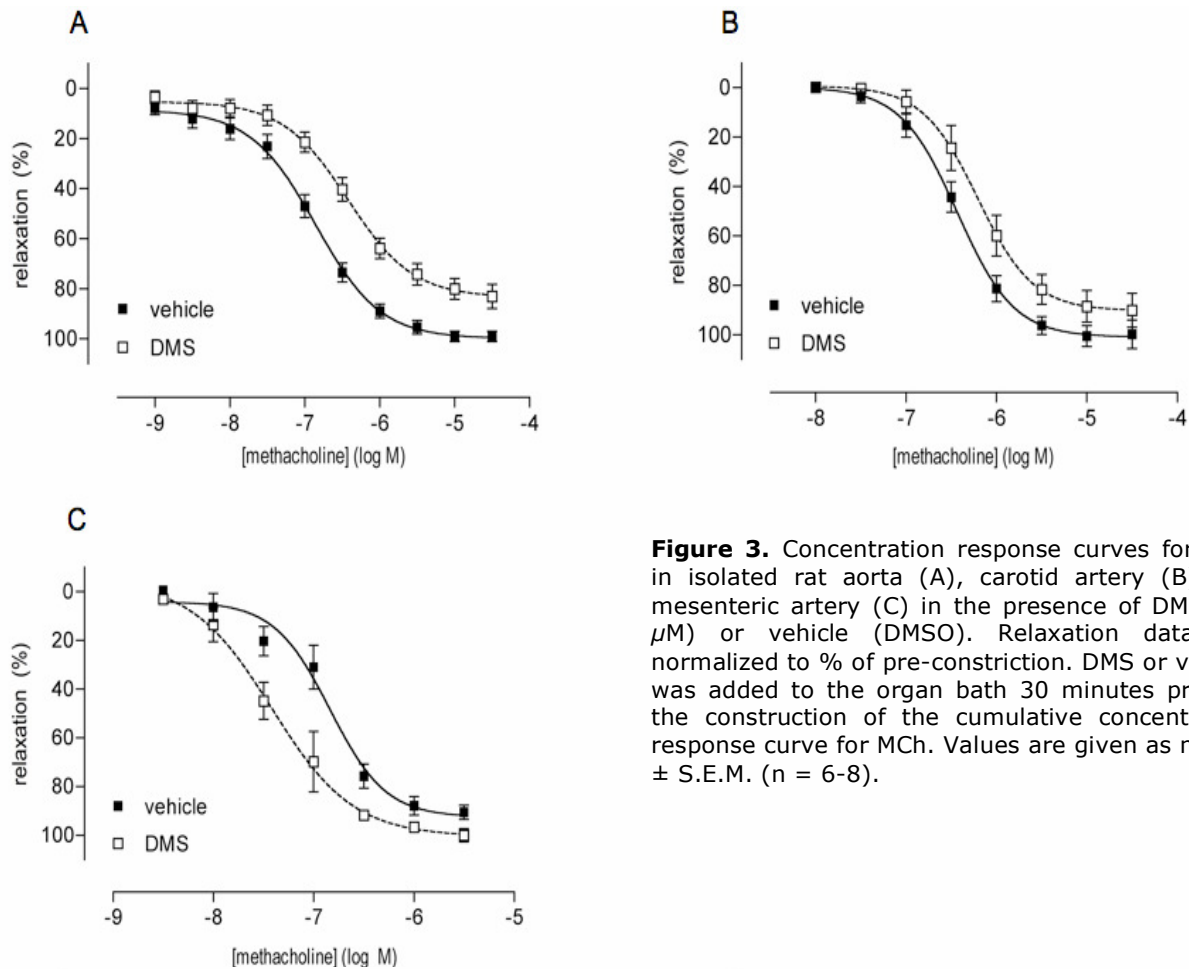 A
0
20
40
60
80
100
relaxation (%)
vehicle
DMS
-9 -8 -7 -6 -5 -4
[methacholine] (log M)
B
0
20
40
60
80
100
relaxation (%)
vehicle
DMS
-8 -7 -6 -5 -4
[methacholine] (log M)
C
0
20
40
60
80
100
relaxation (%)
vehicle
DMS
-9 -8 -7 -6 -5
[methacholine] (log M)
Figure 3. Concentration response curves for
in isolated rat aorta (A), carotid artery (B
mesenteric artery (C) in the presence of DM
µM) or vehicle (DMSO). Relaxation data
normalized to % of pre-constriction. DMS or v
was added to the organ bath 30 minutes pr
the construction of the cumulative concent
response curve for MCh. Values are given as n
± S.E.M. (n = 6-8).